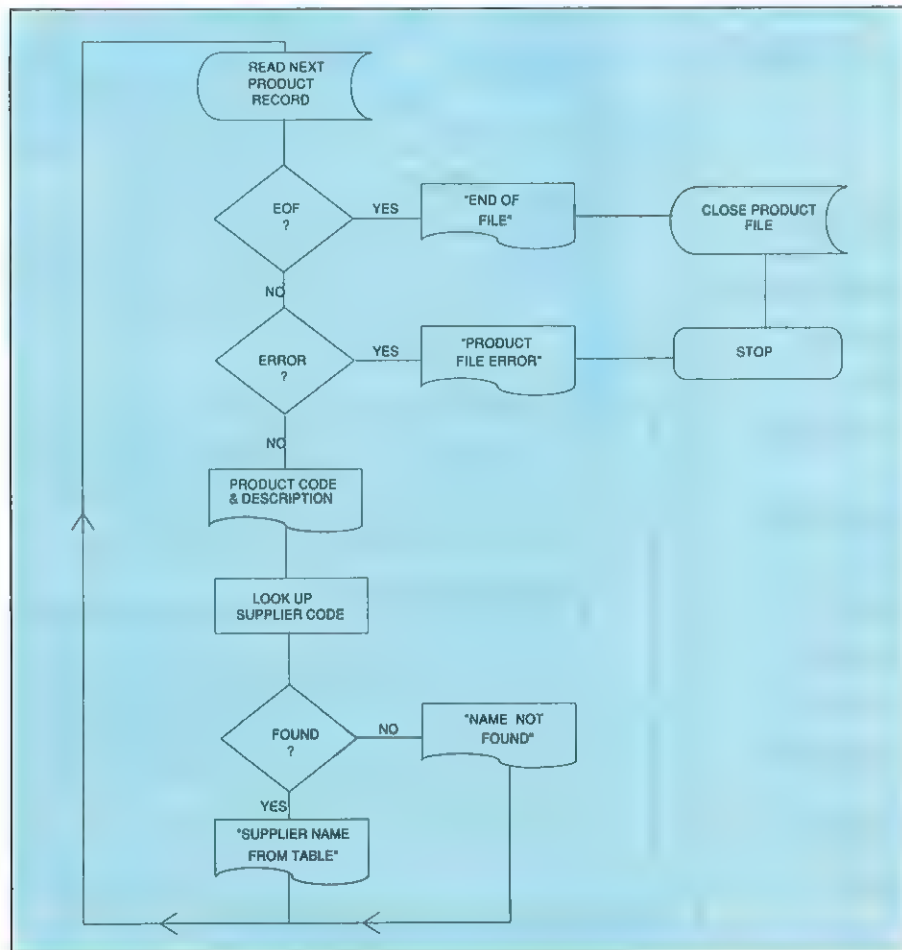 READ NEXT
PRODUCT
RECORD
EOF
?
YES
"END OF
FILE"
CLOSE PRODUCT
FILE
NO
ERROR
?
YES
"PRODUCT
FILE ERROR"
STOP
NO
PRODUCT CODE
& DESCRIPTION
LOOK UP
SUPPLIER CODE
FOUND
?
NO
"NAME NOT
FOUND"
YES
"SUPPLIER NAME
FROM TABLE"